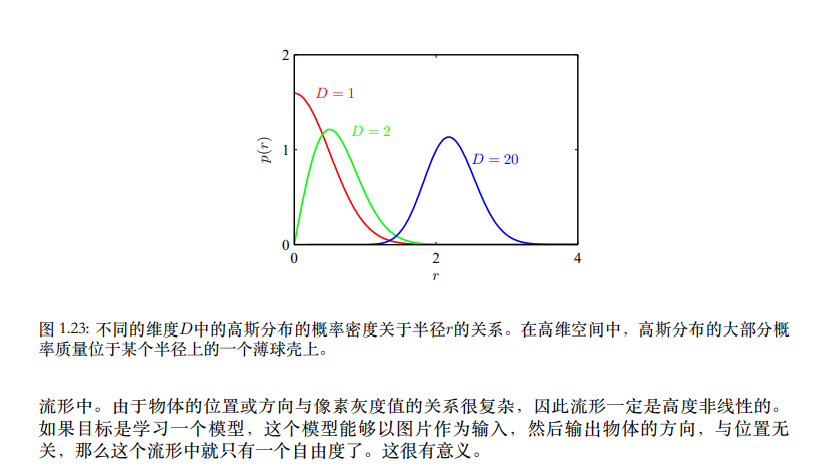 2
D = 1
D = 2
p(r)
1
D = 20
0
0
2
4
r
图 1.23: 不同的维度D中的高斯分布的概率密度关于半径r的关系。在高维空间中，高斯分布的大部分概
率质量位于某个半径上的一个薄球壳上。
流形中。由于物体的位置或方向与像素灰度值的关系很复杂，因此流形一定是高度非线性的。
如果目标是学习一个模型，这个模型能够以图片作为输入，然后输出物体的方向，与位置无
关，那么这个流形中就只有一个自由度了。这很有意义。